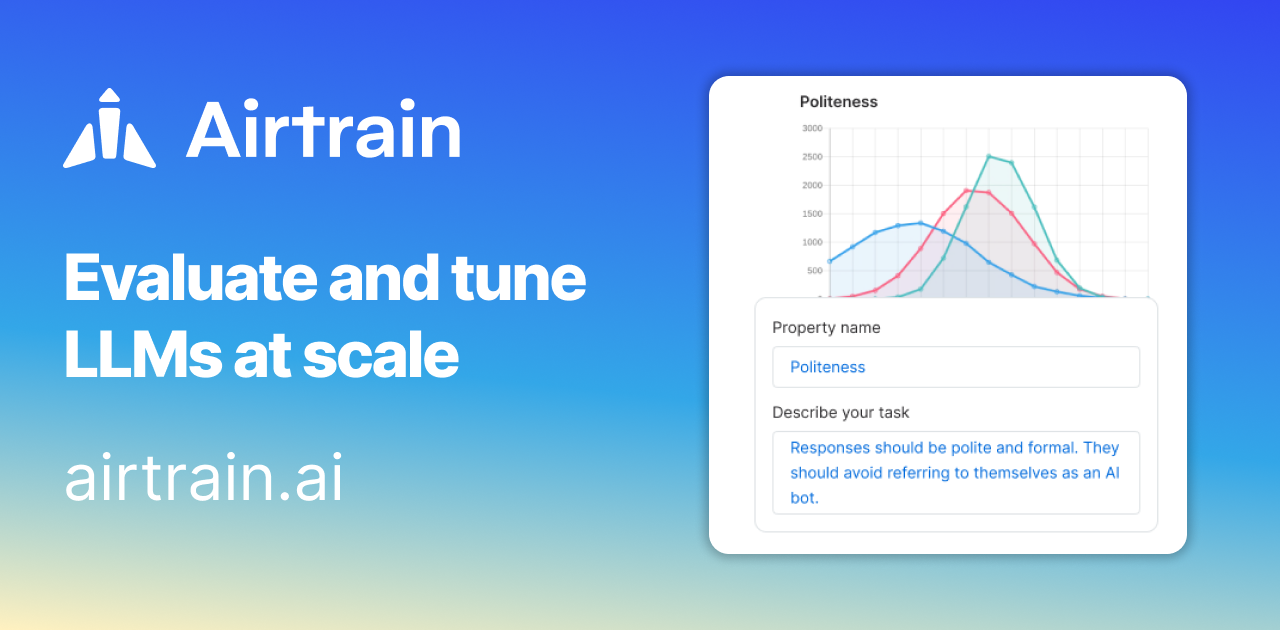 Airtrain
Evaluate and tune
LLMs at scale
airtrain.ai
Politeness
3000
2500
2000
1500
1000
500
Property name
Politeness
Describe your task
Responses should be polite and formal. They
should avoid referring to themselves as an AI
bot.